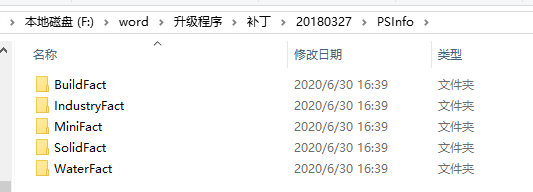 本地磁盘 (F:) > word > 升级程序 > 补丁 > 20180327 > PSInfo >
名称 修改日期 类型
BuildFact 2020/6/30 16:39 文件夹
IndustryFact 2020/6/30 16:39 文件夹
MiniFact 2020/6/30 16:39 文件夹
SolidFact 2020/6/30 16:39 文件夹
WaterFact 2020/6/30 16:39 文件夹